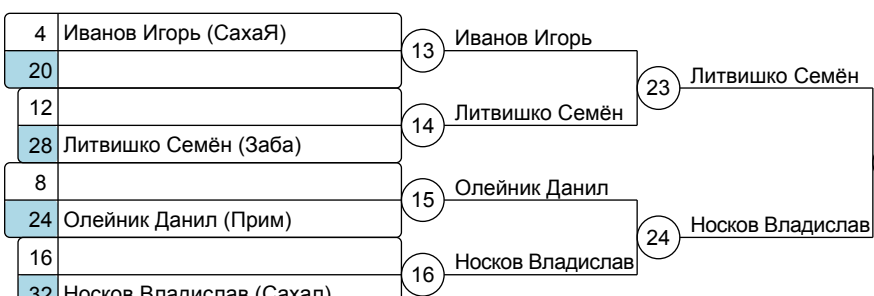 4 Иванов Игорь (СахаЯ)
20
12
28 Литвишко Семён (Заба)
8
24 Олейник Данил (Прим)
16
32 Носков Владислав (Сахал)
13 Иванов Игорь
14 Литвишко Семён
15 Олейник Данил
16 Носков Владислав
23 Литвишко Семён
24 Носков Владислав